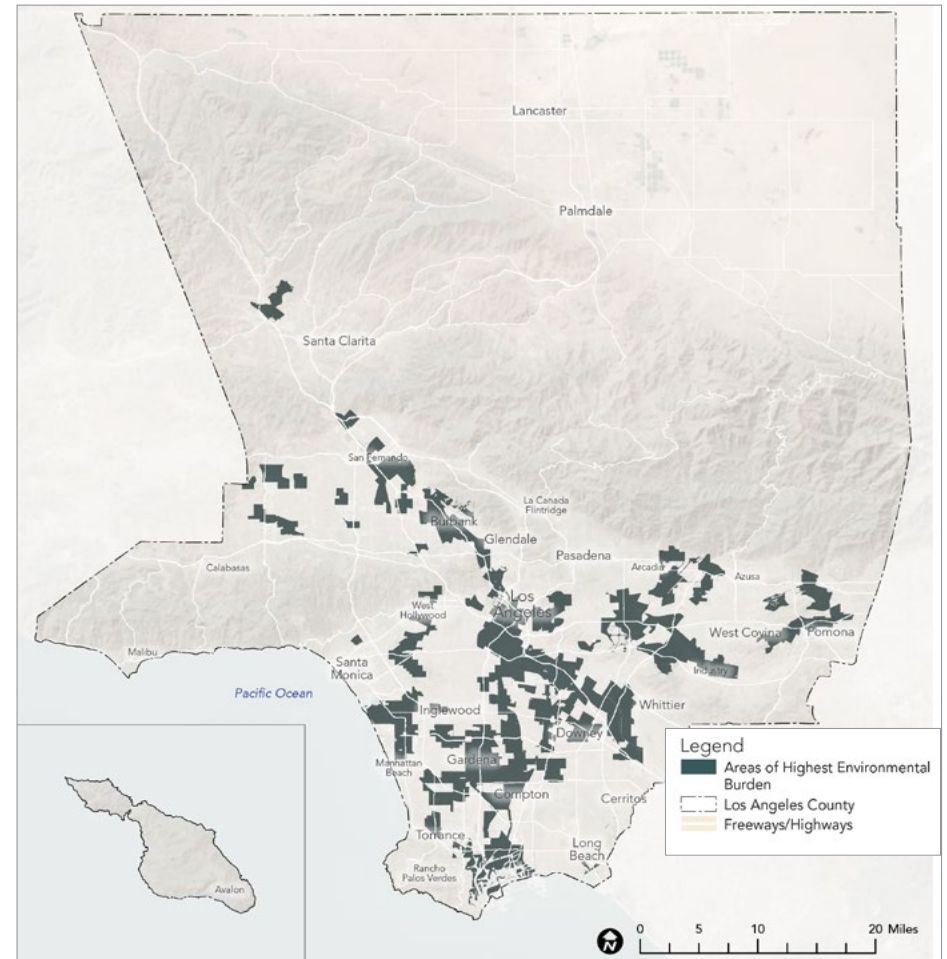 Lancaster
Palmdale
Santa Clarita
San Fernando
La Canada
Flintridge
Burbank
Glendale
Pasadena
Calabasas
Arcadia
Azusa
West
Hollywood
Los
Angeles
West Covina
Pomona
Malibu
Santa
Monica
Industry
Pacific Ocean
Inglewood
Whittier
Downey
Manhattan
Beach
Gardena
Compton
Cerritos
Torrance
Long
Beach
Rancho
Palos Verdes
Avalon
Legend
Areas of Highest Environmental
Burden
Los Angeles County
Freeways/Highways
N
0 5 10 20 Miles